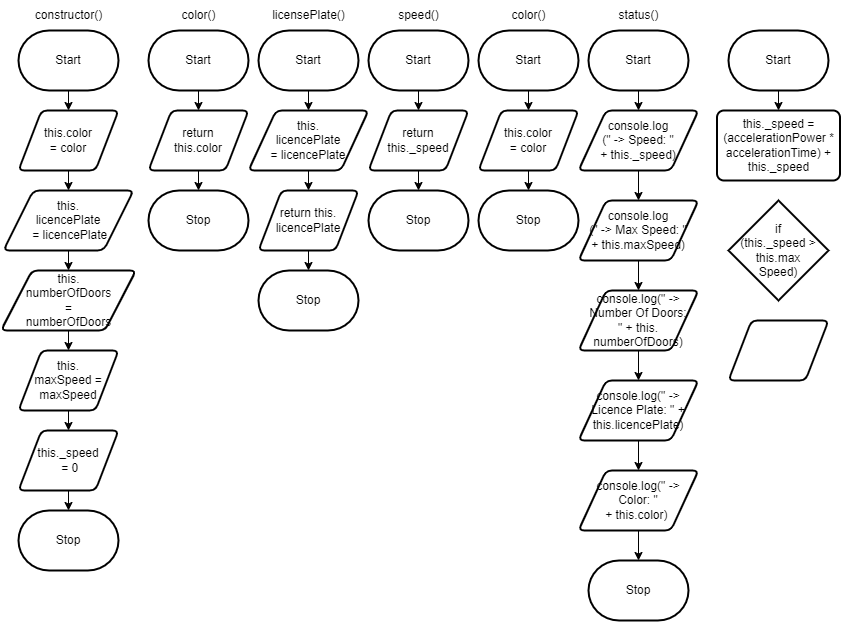 constructor()
Start
this.color
= color
this.
licencePlate
= licencePlate
this.
numberOfDoors
=
numberOfDoors
this.
maxSpeed =
maxSpeed
this._speed
= 0
Stop
color()
Start
return
this.color
Stop
licensePlate()
Start
this.
licencePlate
= licencePlate
return this.
licencePlate
Stop
speed()
Start
return
this._speed
Stop
color()
Start
this.color
= color
Stop
status()
Start
console.log
(" -> Speed: "
+ this._speed)
console.log
(" -> Max Speed: "
+ this.maxSpeed)
console.log(" ->
Number Of Doors:
" + this.
numberOfDoors)
console.log(" ->
Licence Plate: " +
this.licencePlate)
console.log(" ->
Color: "
+ this.color)
Stop
Start
this._speed =
(accelerationPower *
accelerationTime) +
this._speed
if
(this._speed >
this.max
Speed)